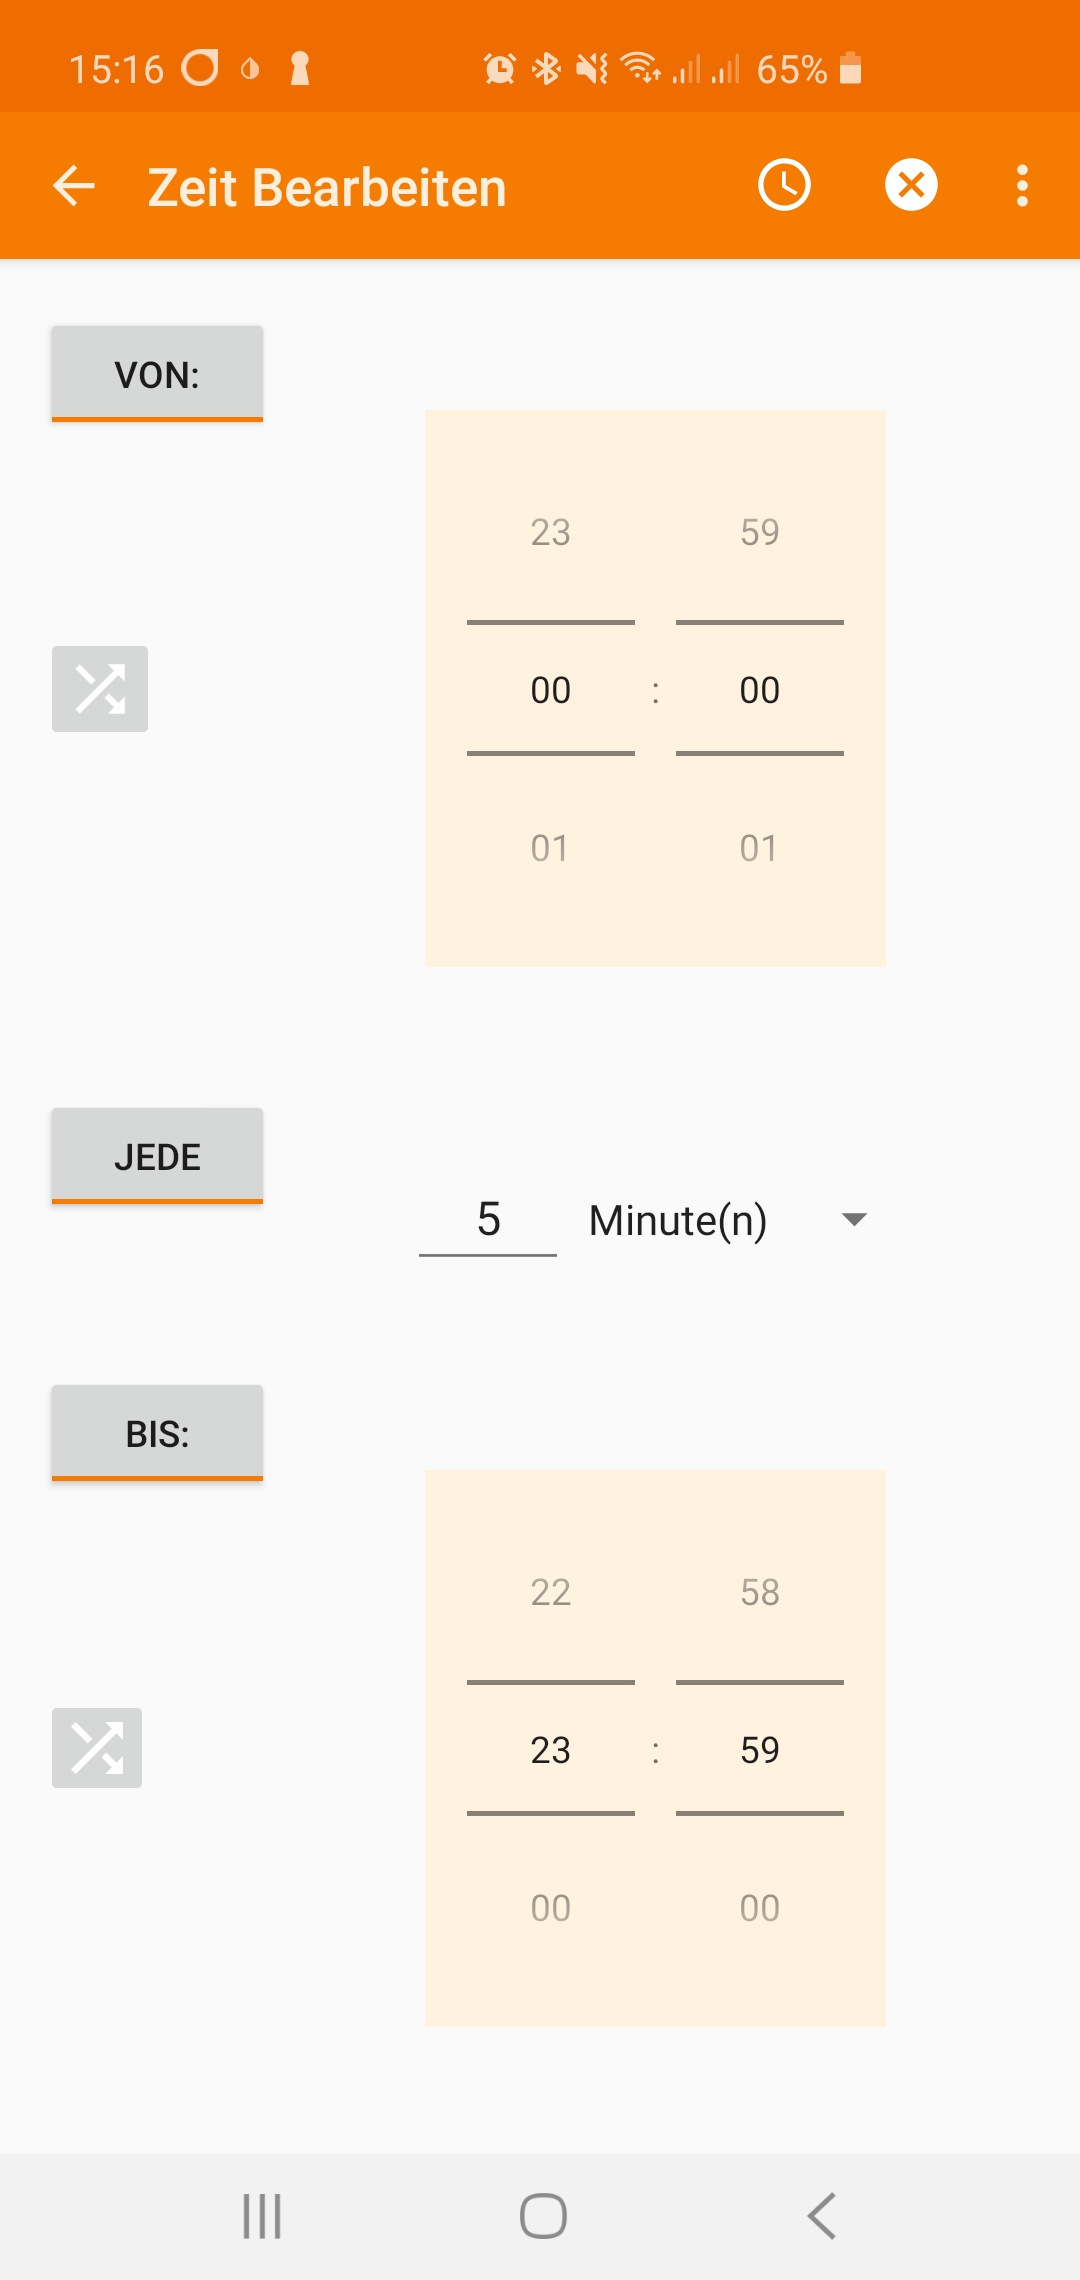 15:16 65%
Zeit Bearbeiten
VON:
23 59
00 : 00
01 01
JEDE
5 Minute(n)
BIS:
22 58
23 : 59
00 00